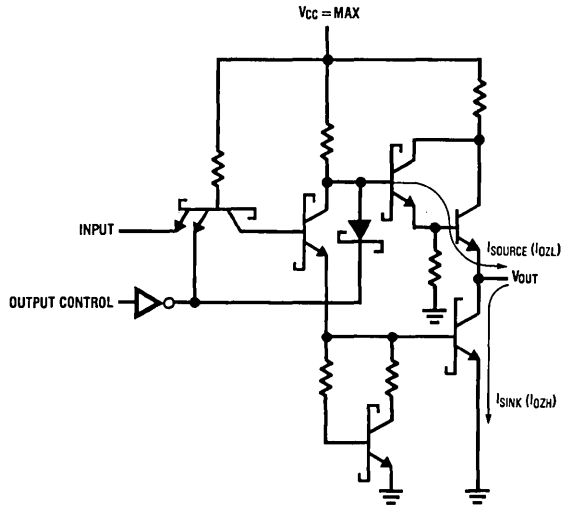 VCC = MAX
INPUT
ISOURCE (IOZL)
VOUT
OUTPUT CONTROL
ISINK (IOZH)